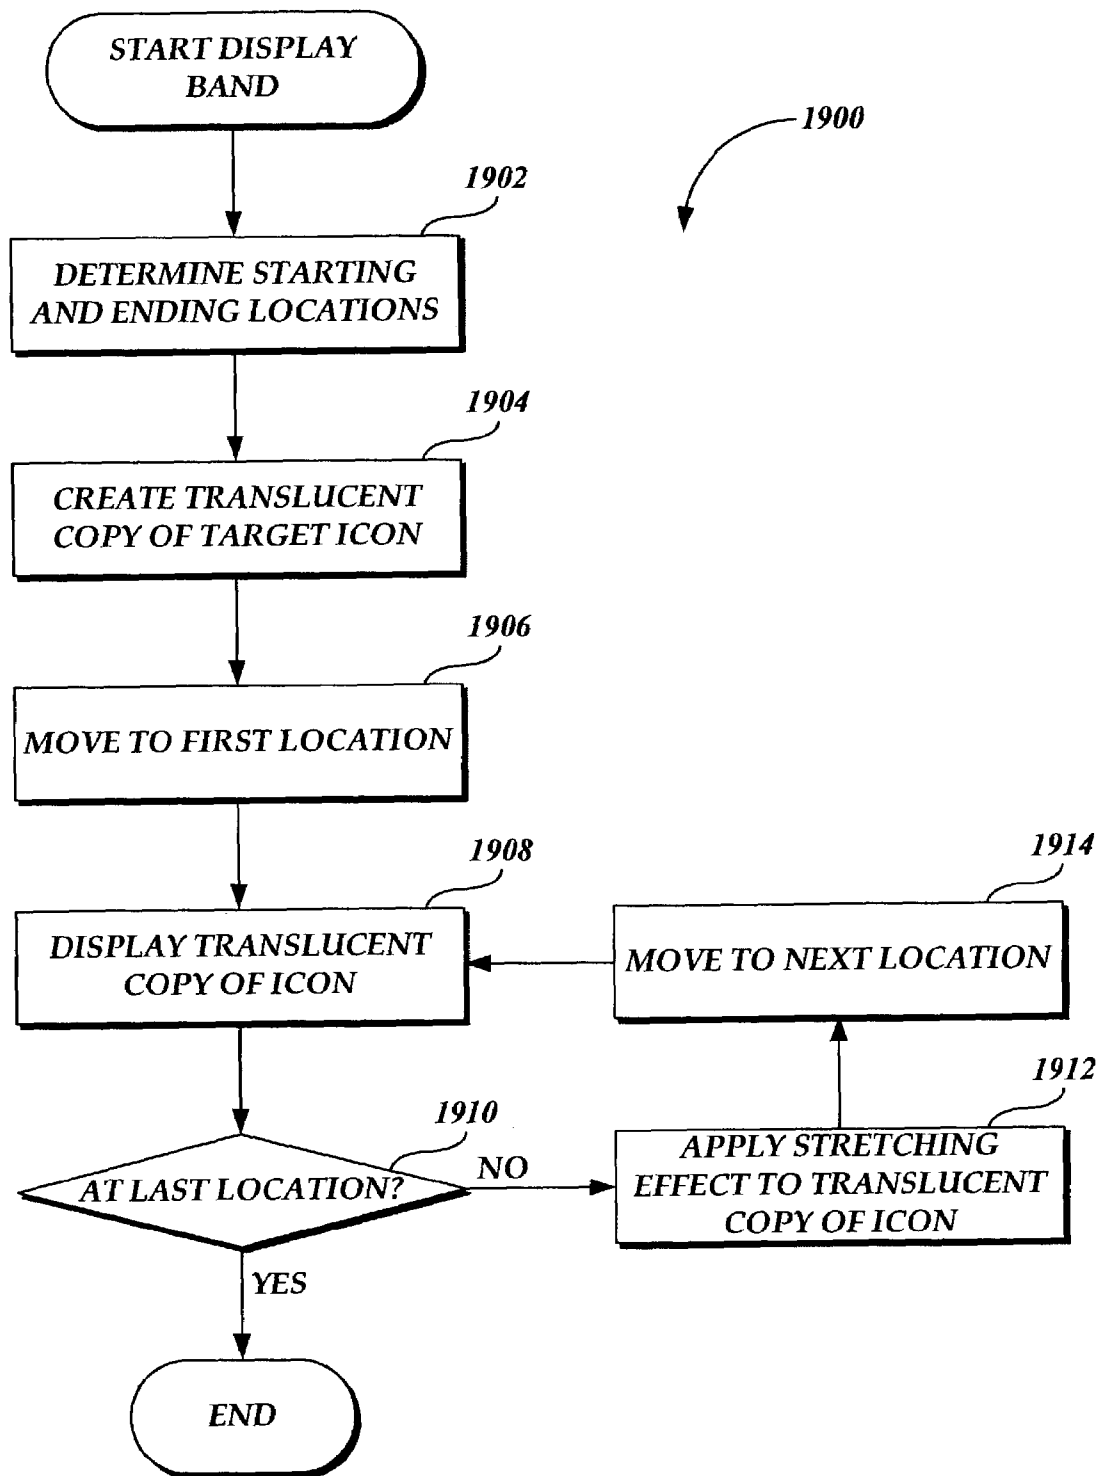 START DISPLAY
BAND
1900
1902
DETERMINE STARTING
AND ENDING LOCATIONS
1904
CREATE TRANSLUCENT
COPY OF TARGET ICON
1906
MOVE TO FIRST LOCATION
1908
DISPLAY TRANSLUCENT
COPY OF ICON
1914
MOVE TO NEXT LOCATION
1910
AT LAST LOCATION?
NO
1912
APPLY STRETCHING
EFFECT TO TRANSLUCENT
COPY OF ICON
YES
END